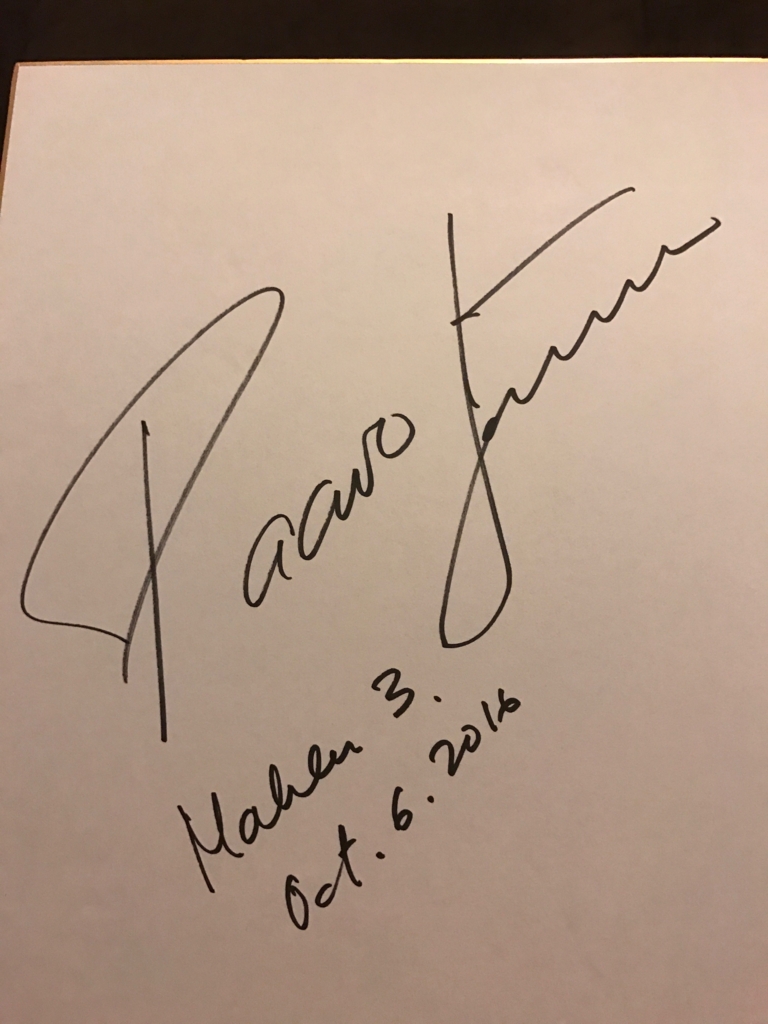 Paavo
Mahler 3.
Oct. 6. 2016